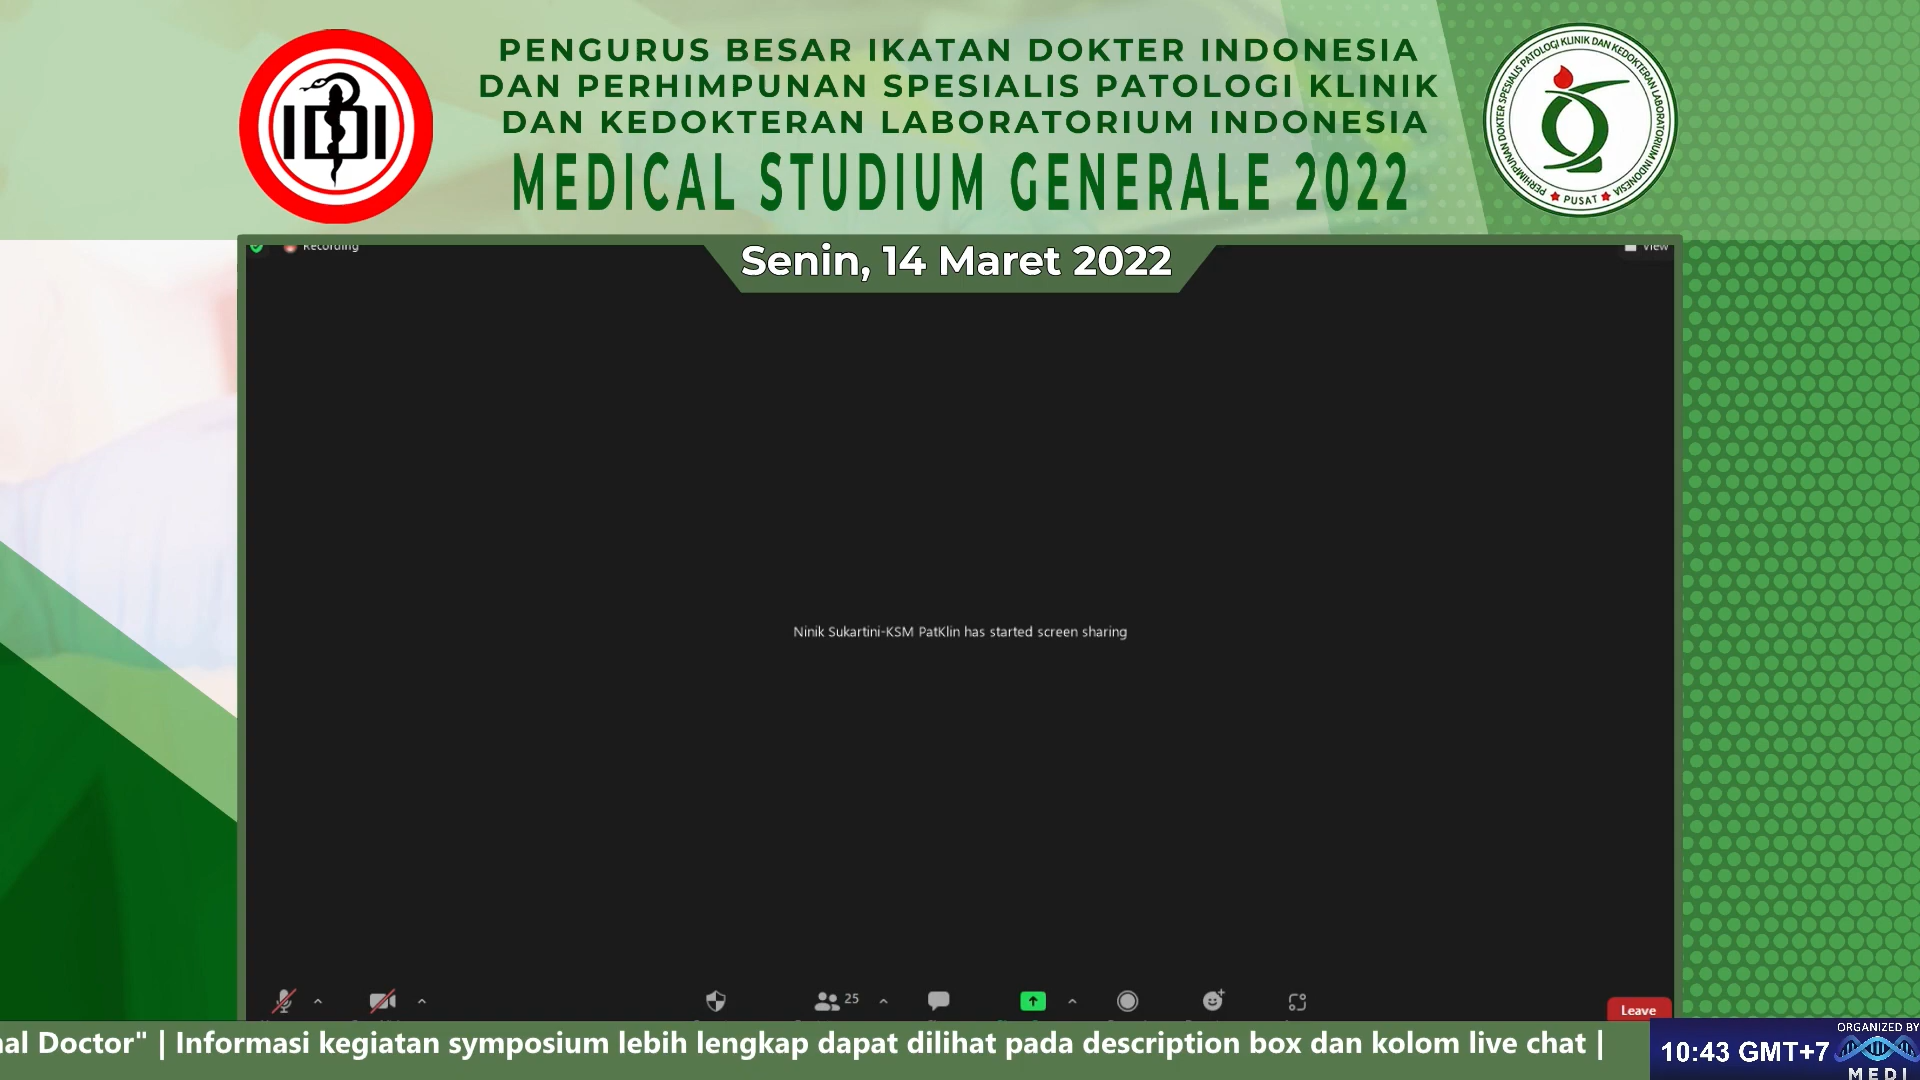 PENGURUS BESAR IKATAN DOKTER INDONESIA
DAN PERHIMPUNAN SPESIALIS PATOLOGI KLINIK
DAN KEDOKTERAN LABORATORIUM INDONESIA
MEDICAL STUDIUM GENERALE 2022
IDI
PERHIMPUNAN DOKTER SPESIALIS PATOLOGI KLINIK DAN KEDOKTERAN LABORATORIUM INDONESIA
PUSAT
Recording
Senin, 14 Maret 2022
View
Ninik Sukartini-KSM PatKlin has started screen sharing
25
Leave
al Doctor" | Informasi kegiatan symposium lebih lengkap dapat dilihat pada description box dan kolom live chat |
10:43 GMT+7
ORGANIZED BY
MEDI